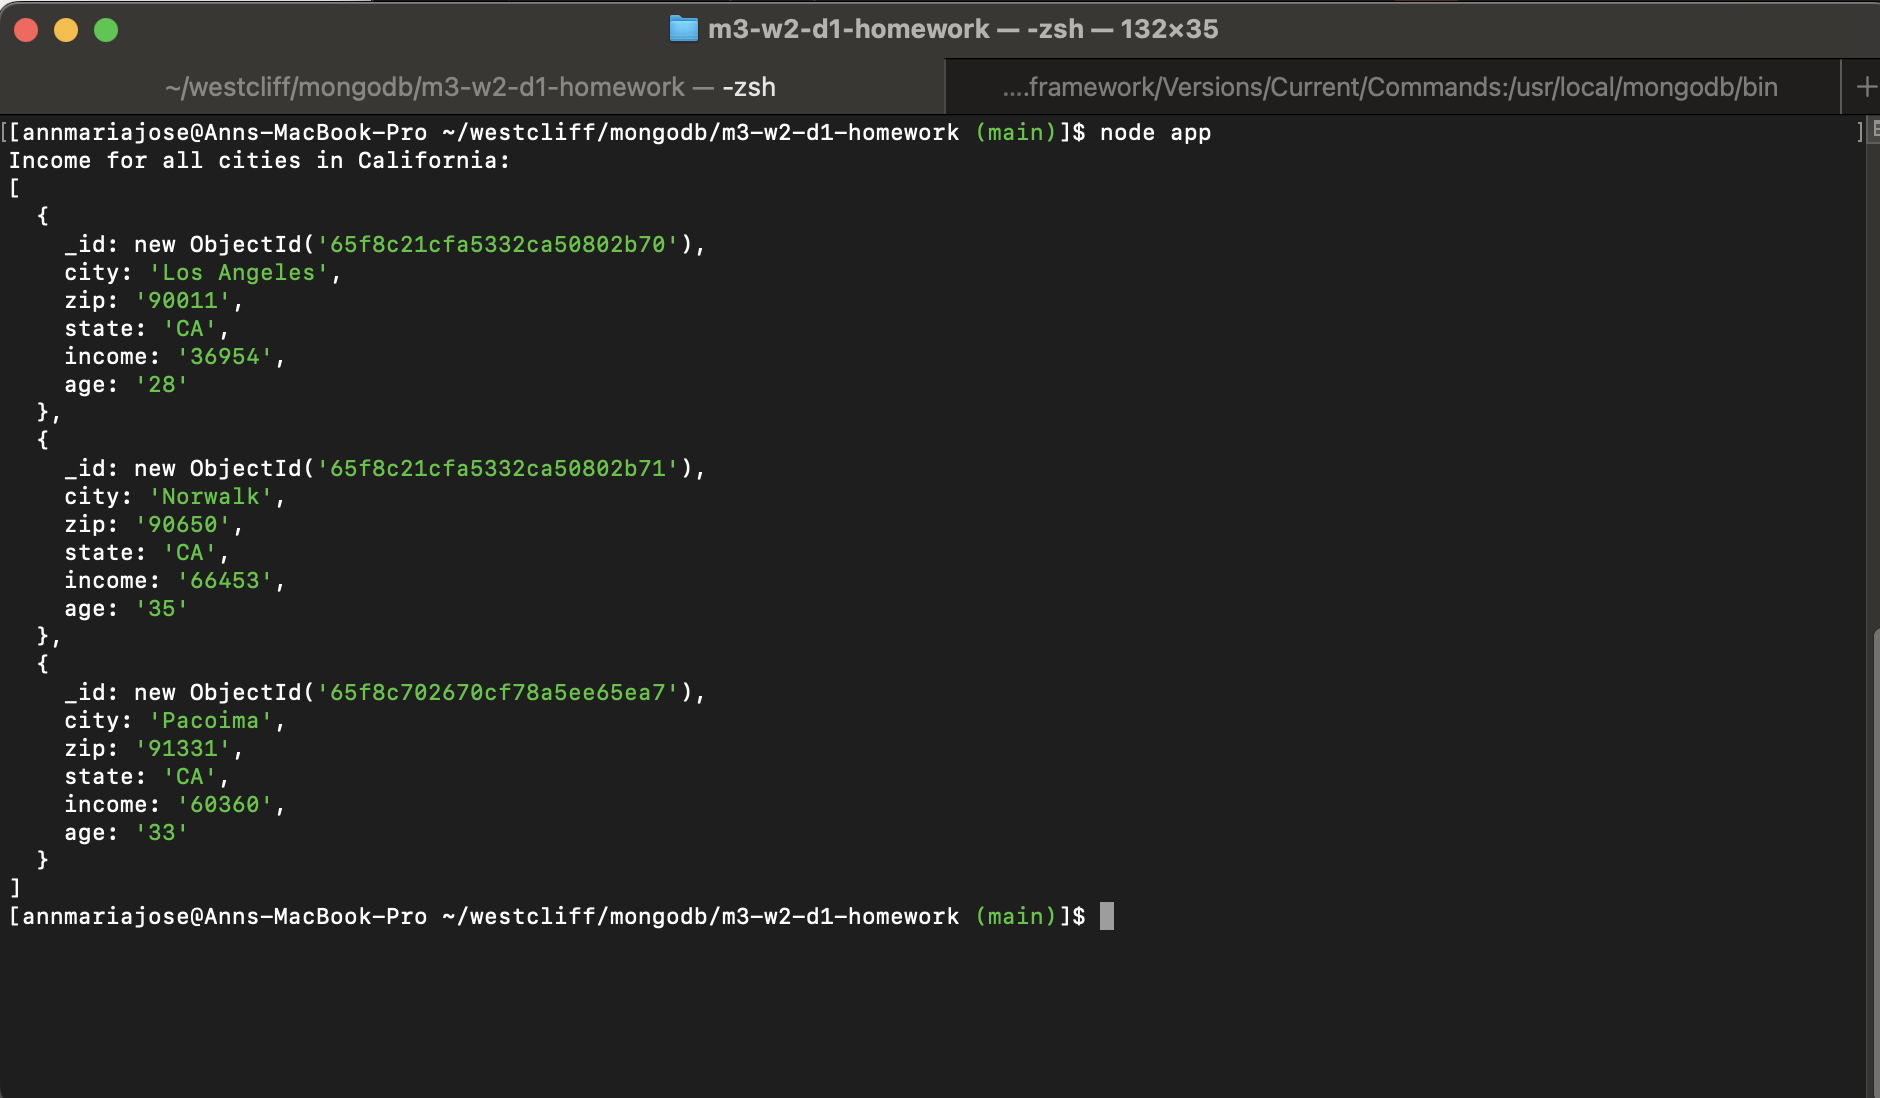 m3-w2-d1-homework — -zsh — 132×35
~/westcliff/mongodb/m3-w2-d1-homework — -zsh
....framework/Versions/Current/Commands:/usr/local/mongodb/bin
+
[[annmariajose@Anns-MacBook-Pro ~/westcliff/mongodb/m3-w2-d1-homework (main)]$ node app ]
Income for all cities in California:
[
  {
    _id: new ObjectId('65f8c21cfa5332ca50802b70'),
    city: 'Los Angeles',
    zip: '90011',
    state: 'CA',
    income: '36954',
    age: '28'
  },
  {
    _id: new ObjectId('65f8c21cfa5332ca50802b71'),
    city: 'Norwalk',
    zip: '90650',
    state: 'CA',
    income: '66453',
    age: '35'
  },
  {
    _id: new ObjectId('65f8c702670cf78a5ee65ea7'),
    city: 'Pacoima',
    zip: '91331',
    state: 'CA',
    income: '60360',
    age: '33'
  }
]
[annmariajose@Anns-MacBook-Pro ~/westcliff/mongodb/m3-w2-d1-homework (main)]$